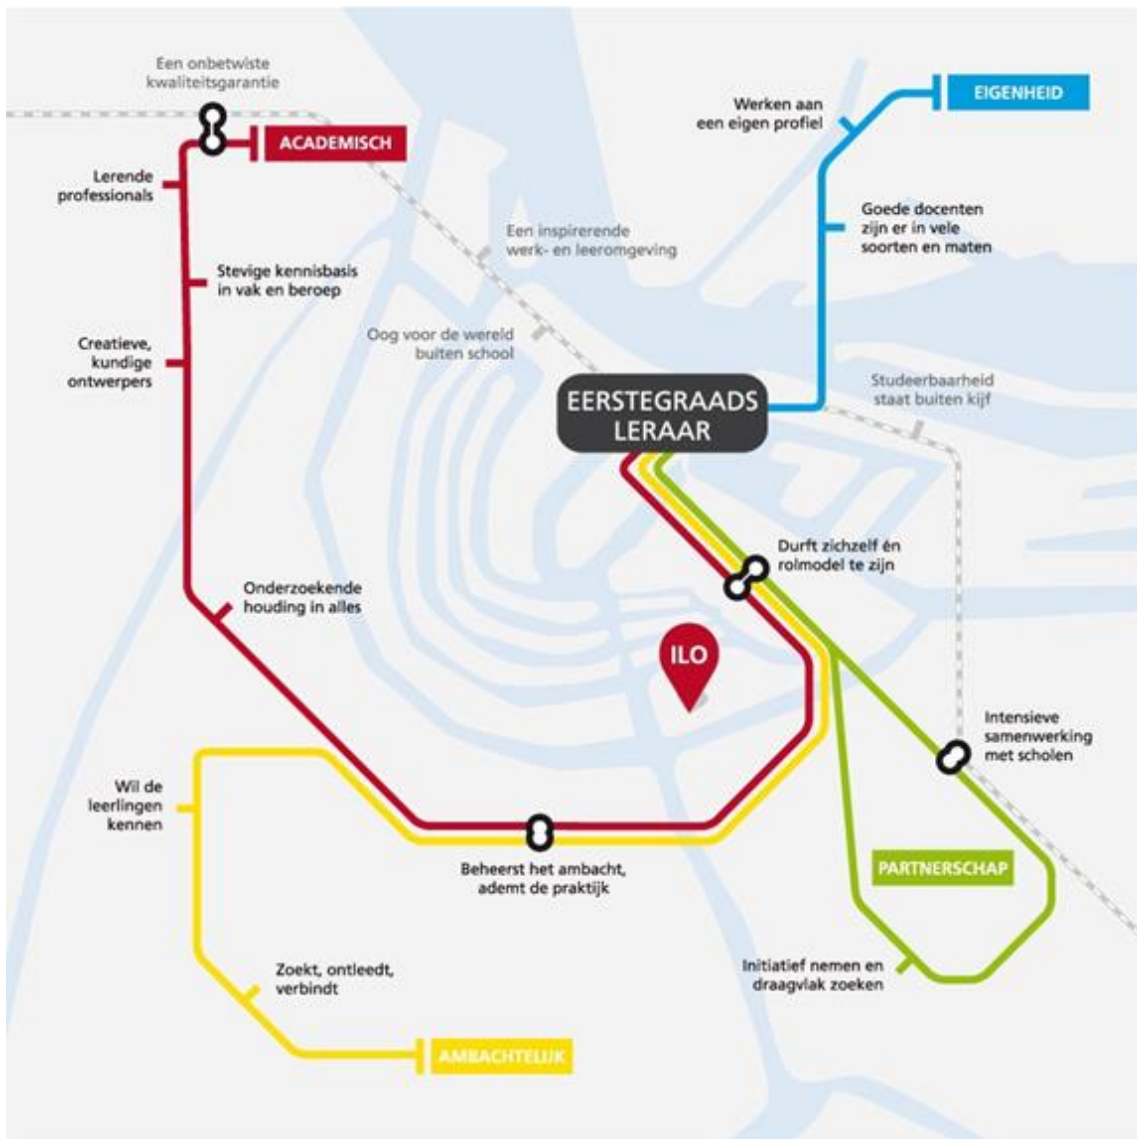 Een onbetwiste
kwaliteitsgarantie
ACADEMISCH
Lerende
professionals
Stevige kennisbasis
in vak en beroep
Creatieve,
kundige
ontwerpers
Een inspirerende
werk- en leeromgeving
Oog voor de wereld
buiten school
Werken aan
een eigen profiel
EIGENHEID
Goede docenten
zijn er in vele
soorten en maten
EERSTEGRAADS
LERAAR
Studeerbaarheid
staat buiten kijf
Durft zichzelf én
rolmodel te zijn
Onderzoekende
houding in alles
ILO
Intensieve
samenwerking
met scholen
Wil de
leerlingen
kennen
Beheerst het ambacht,
ademt de praktijk
PARTNERSCHAP
Initiatief nemen en
draagvlak zoeken
Zoekt, ontleedt,
verbindt
AMBACHTELIJK